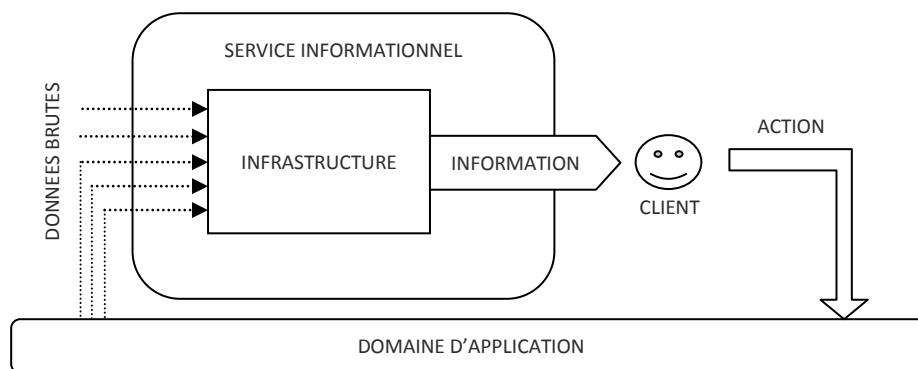 SERVICE INFORMATIONNEL
DONNEES BRUTES
INFRASTRUCTURE
INFORMATION
CLIENT
ACTION
DOMAINE D’APPLICATION